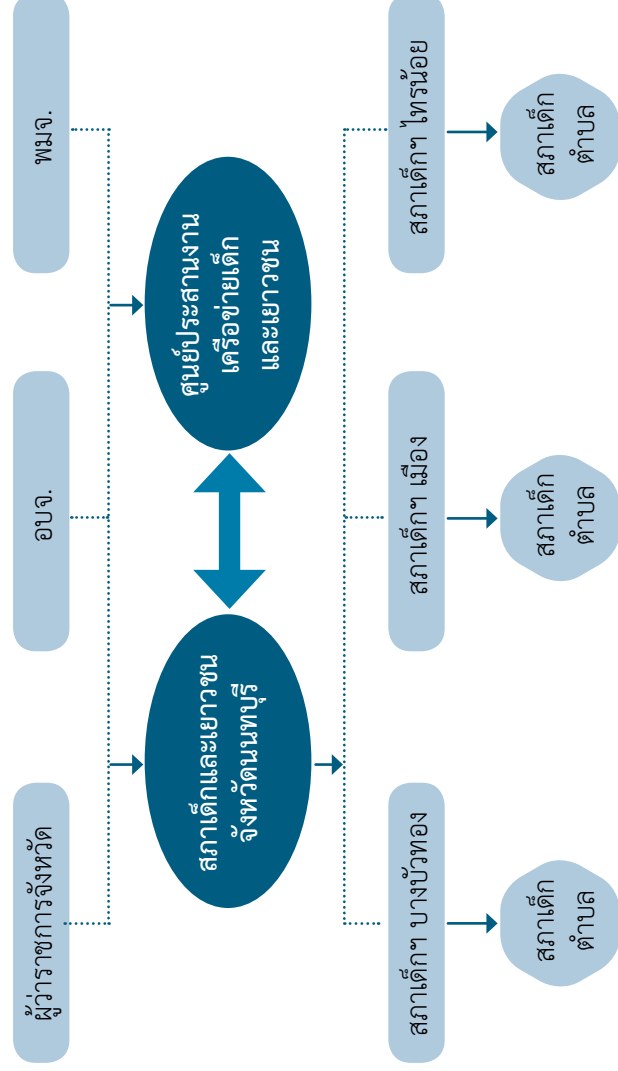 ผู้ว่าราชการจังหวัด
อบจ.
พมจ.
สภาเด็กและเยาวชน
จังหวัดนนทบุรี
ศูนย์ประสานงาน
เครือข่ายเด็ก
และเยาวชน
สภาเด็กฯ บางบัวทอง
สภาเด็กฯ เมือง
สภาเด็กฯ ไทรน้อย
สภาเด็ก
ตำบล
สภาเด็ก
ตำบล
สภาเด็ก
ตำบล